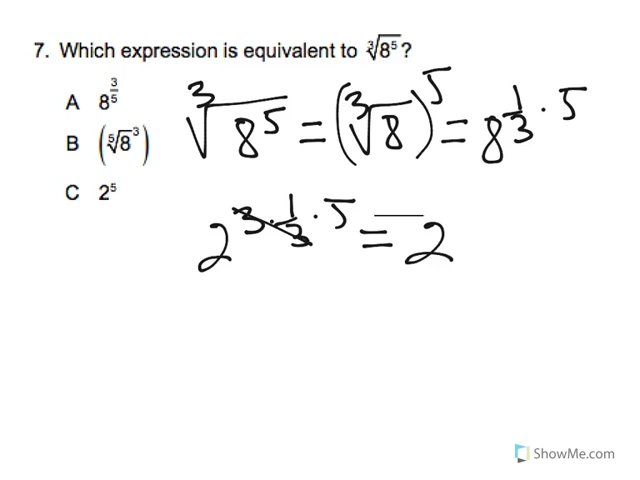 7. Which expression is equivalent to ∛8⁵?
A 8^(3/5)
∛8⁵ = (∛8)⁵ = 8^(1/3 · 5)
B (⁵√8³)
C 2⁵
2^(3 · 1/3 · 5) = 2
ShowMe.com